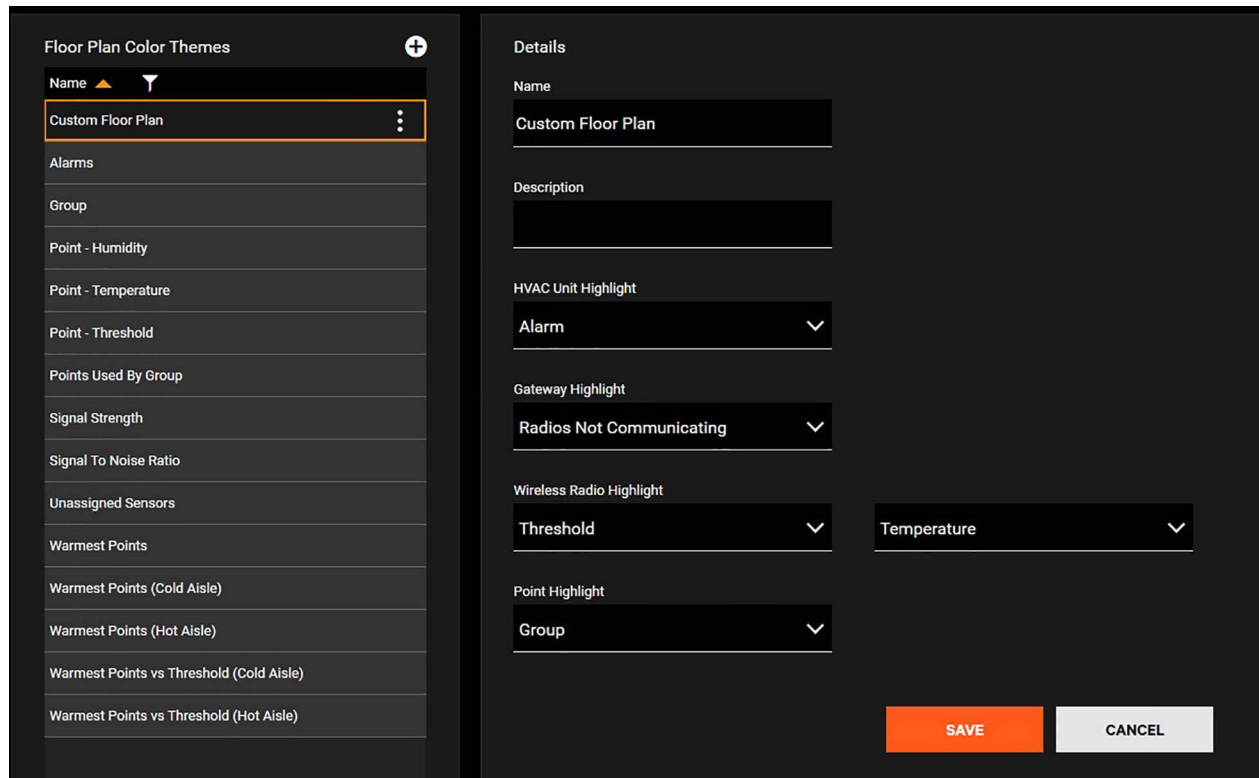 Floor Plan Color Themes
Name
Custom Floor Plan
Alarms
Group
Point - Humidity
Point - Temperature
Point - Threshold
Points Used By Group
Signal Strength
Signal To Noise Ratio
Unassigned Sensors
Warmest Points
Warmest Points (Cold Aisle)
Warmest Points (Hot Aisle)
Warmest Points vs Threshold (Cold Aisle)
Warmest Points vs Threshold (Hot Aisle)
Details
Name
Custom Floor Plan
Description
HVAC Unit Highlight
Alarm
Gateway Highlight
Radios Not Communicating
Wireless Radio Highlight
Threshold
Temperature
Point Highlight
Group
SAVE
CANCEL